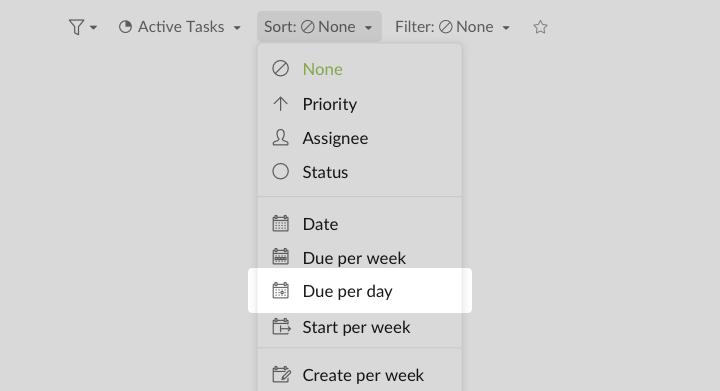 Active Tasks Sort: None Filter: None
None
Priority
Assignee
Status
Date
Due per week
Due per day
Start per week
Create per week